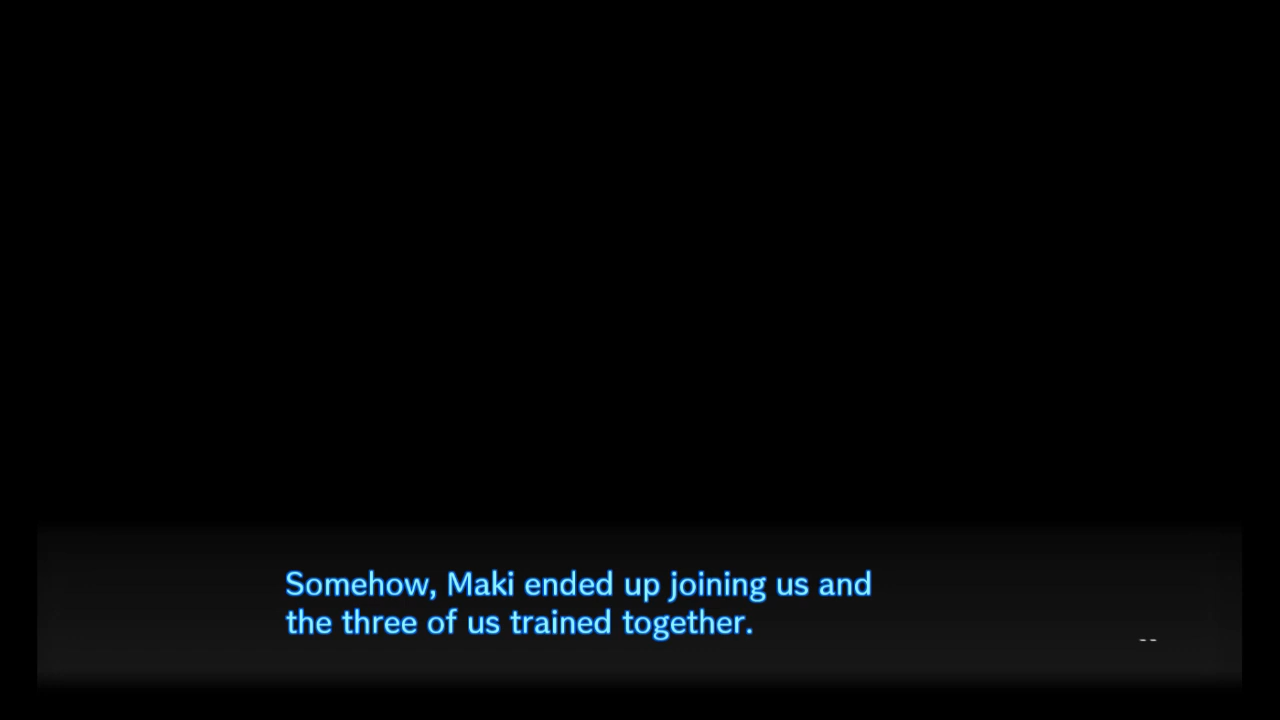 Somehow, Maki ended up joining us and
the three of us trained together.
--